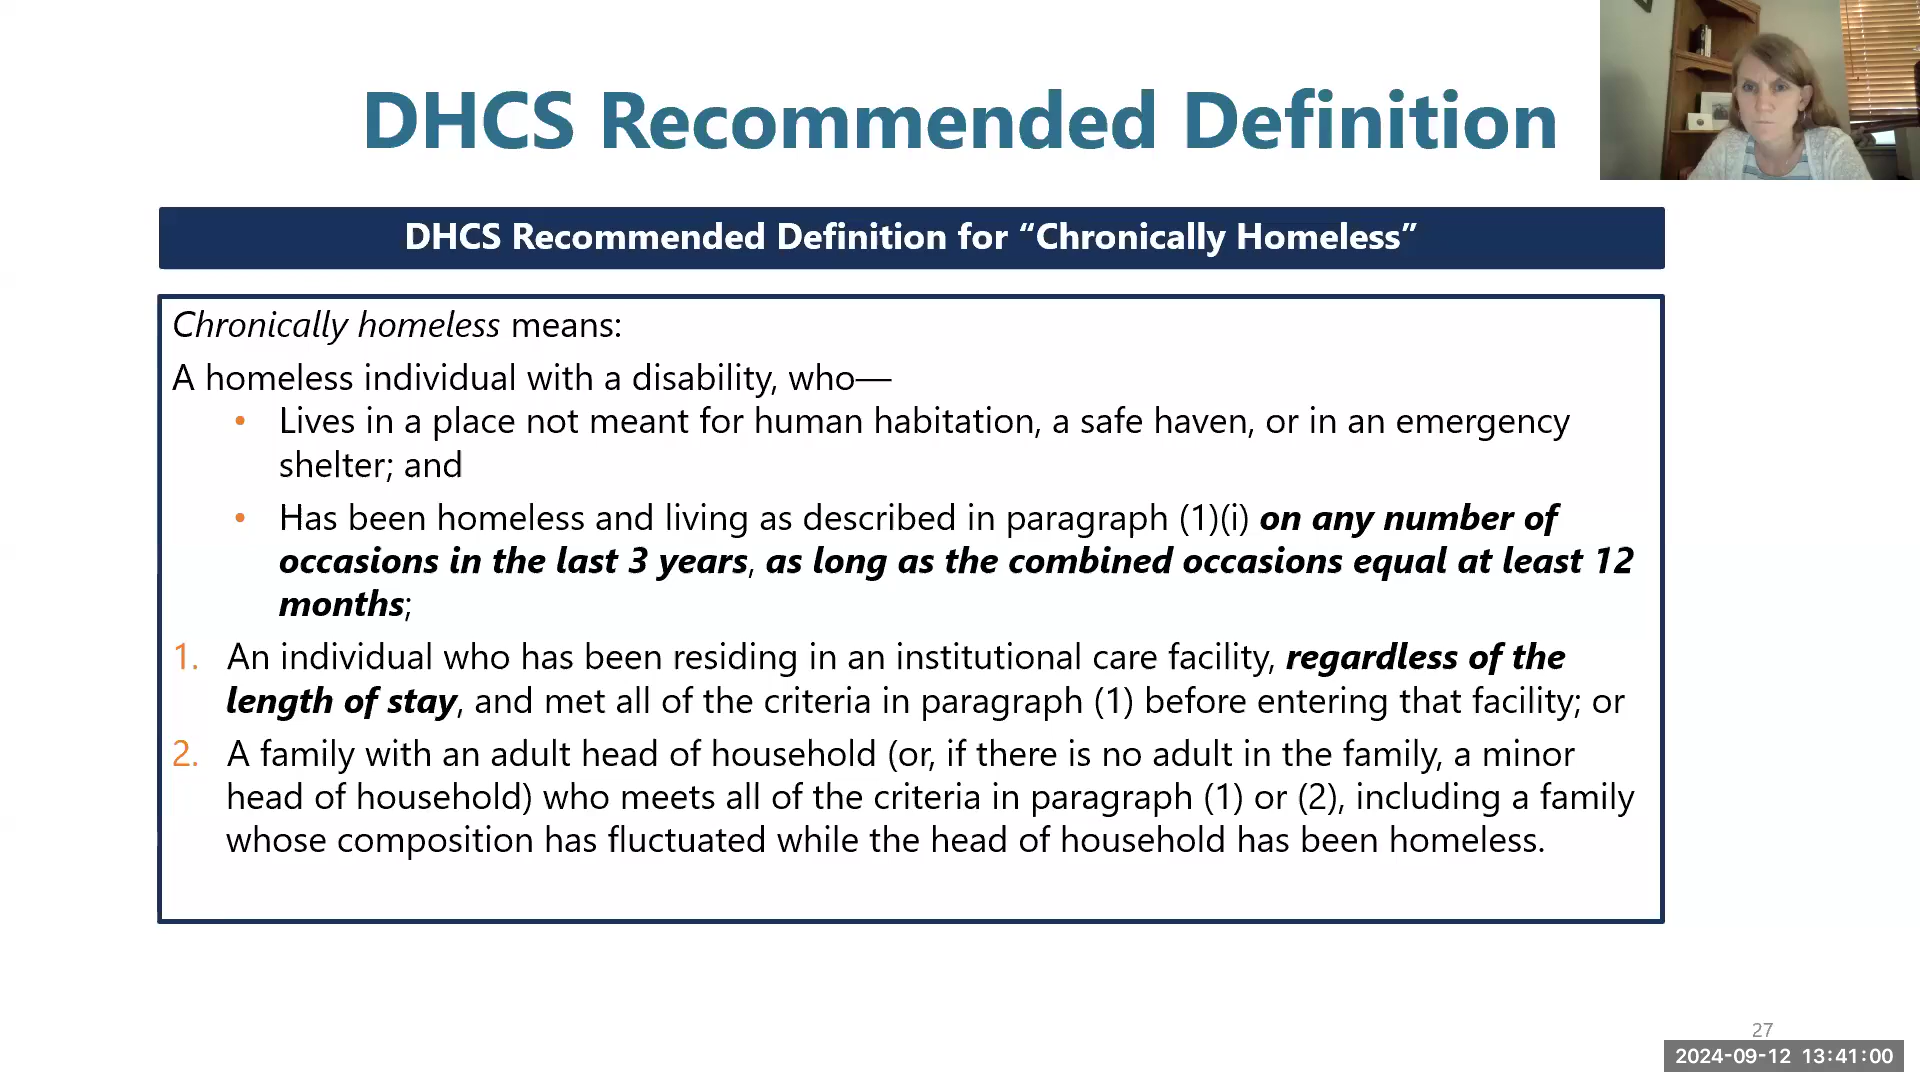 DHCS Recommended Definition
DHCS Recommended Definition for “Chronically Homeless”
Chronically homeless means:
A homeless individual with a disability, who—
• Lives in a place not meant for human habitation, a safe haven, or in an emergency
shelter; and
• Has been homeless and living as described in paragraph (1)(i) on any number of
occasions in the last 3 years, as long as the combined occasions equal at least 12
months;
1. An individual who has been residing in an institutional care facility, regardless of the
length of stay, and met all of the criteria in paragraph (1) before entering that facility; or
2. A family with an adult head of household (or, if there is no adult in the family, a minor
head of household) who meets all of the criteria in paragraph (1) or (2), including a family
whose composition has fluctuated while the head of household has been homeless.
27
2024-09-12 13:41:00